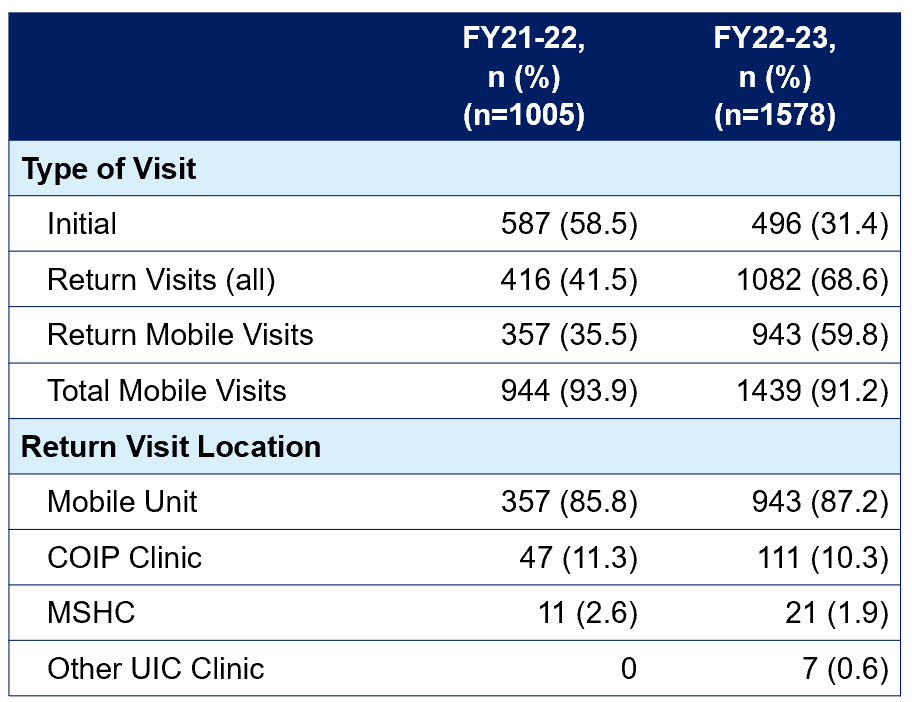 FY21-22, FY22-23,
n (%) n (%)
(n=1005) (n=1578)
Type of Visit
Initial 587 (58.5) 496 (31.4)
Return Visits (all) 416 (41.5) 1082 (68.6)
Return Mobile Visits 357 (35.5) 943 (59.8)
Total Mobile Visits 944 (93.9) 1439 (91.2)
Return Visit Location
Mobile Unit 357 (85.8) 943 (87.2)
COIP Clinic 47 (11.3) 111 (10.3)
MSHC 11 (2.6) 21 (1.9)
Other UIC Clinic 0 7 (0.6)